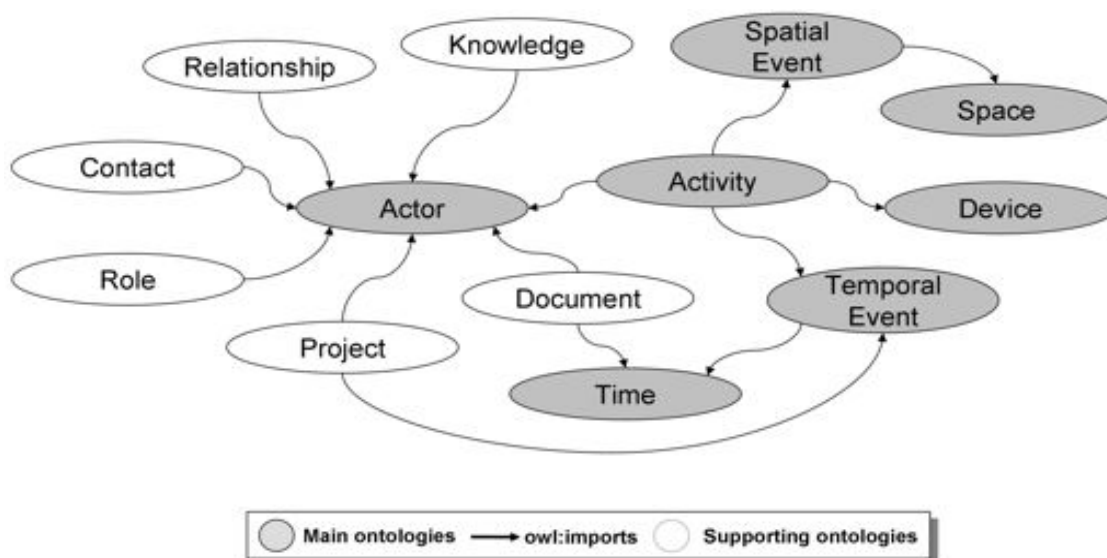 Knowledge
Spatial
Event
Relationship
Space
Contact
Activity
Actor
Device
Role
Document
Temporal
Event
Project
Time
Main ontologies
owl:imports
Supporting ontologies